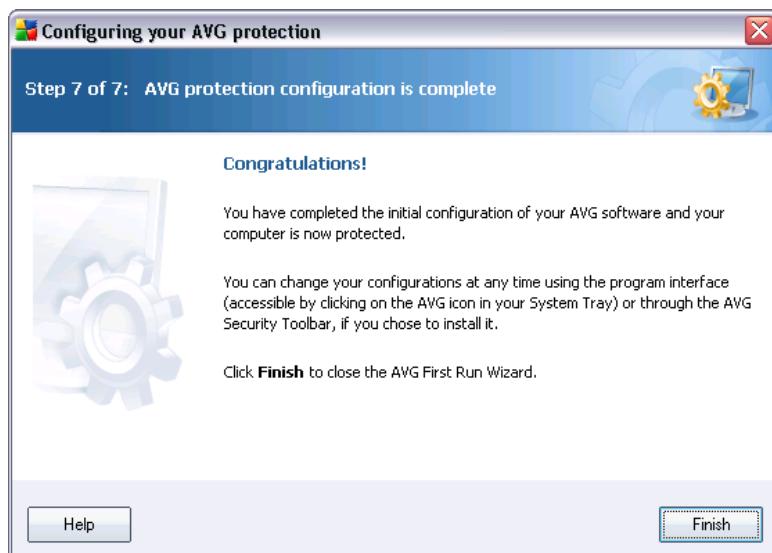 Configuring your AVG protection
Step 7 of 7: AVG protection configuration is complete
Congratulations!
You have completed the initial configuration of your AVG software and your
computer is now protected.
You can change your configurations at any time using the program interface
(accessible by clicking on the AVG icon in your System Tray) or through the AVG
Security Toolbar, if you chose to install it.
Click Finish to close the AVG First Run Wizard.
Help
Finish